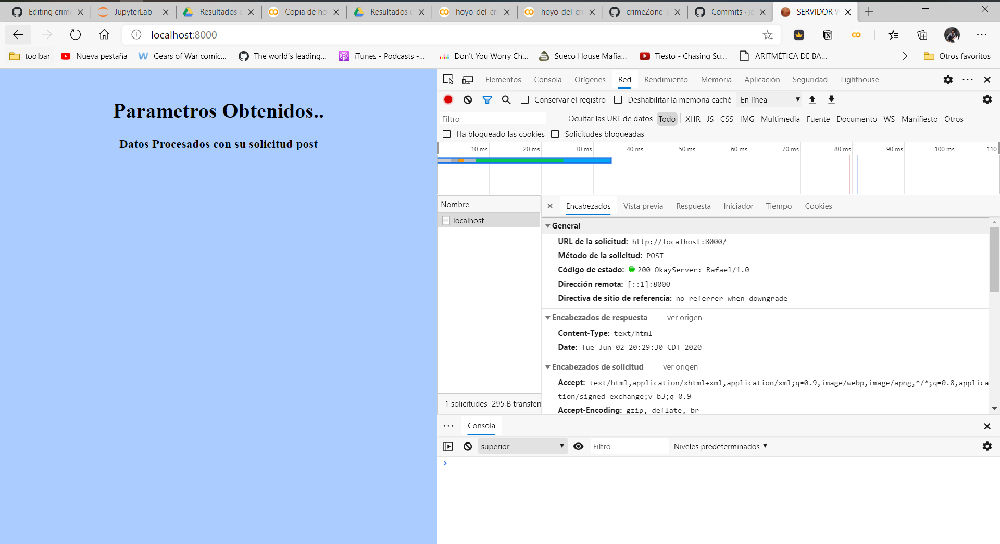 Editing crim JupyterLab Resultados Copia de ho Resultados hoyo-del-cri hoyo-del-cri crimeZone-p Commits · je SERVIDOR W
localhost:8000
toolbar Nueva pestaña Gears of War comic... The world's leading... iTunes - Podcasts -... Don't You Worry Ch... Sueco House Mafia... Tiësto - Chasing Su... ARITMÉTICA DE BA... Otros favoritos
Parametros Obtenidos..
Datos Procesados con su solicitud post
Elementos Consola Orígenes Red Rendimiento Memoria Aplicación Seguridad Lighthouse
Conservar el registro Deshabilitar la memoria caché En línea
Filtro Ocultar las URL de datos Todo XHR JS CSS IMG Multimedia Fuente Documento WS Manifiesto Otros
Ha bloqueado las cookies Solicitudes bloqueadas
10 ms 20 ms 30 ms 40 ms 50 ms 60 ms 70 ms 80 ms 90 ms 100 ms 110
Nombre
localhost
1 solicitudes 295 B transferi
Encabezados Vista previa Respuesta Iniciador Tiempo Cookies
General
URL de la solicitud: http://localhost:8000/
Método de la solicitud: POST
Código de estado: 200 OkayServer: Rafael/1.0
Dirección remota: [::1]:8000
Directiva de sitio de referencia: no-referrer-when-downgrade
Encabezados de respuesta ver origen
Content-Type: text/html
Date: Tue Jun 02 20:29:30 CDT 2020
Encabezados de solicitud ver origen
Accept: text/html,application/xhtml+xml,application/xml;q=0.9,image/webp,image/apng,*/*;q=0.8,applica
tion/signed-exchange;v=b3;q=0.9
Accept-Encoding: gzip, deflate, br
Consola
superior Filtro Niveles predeterminados